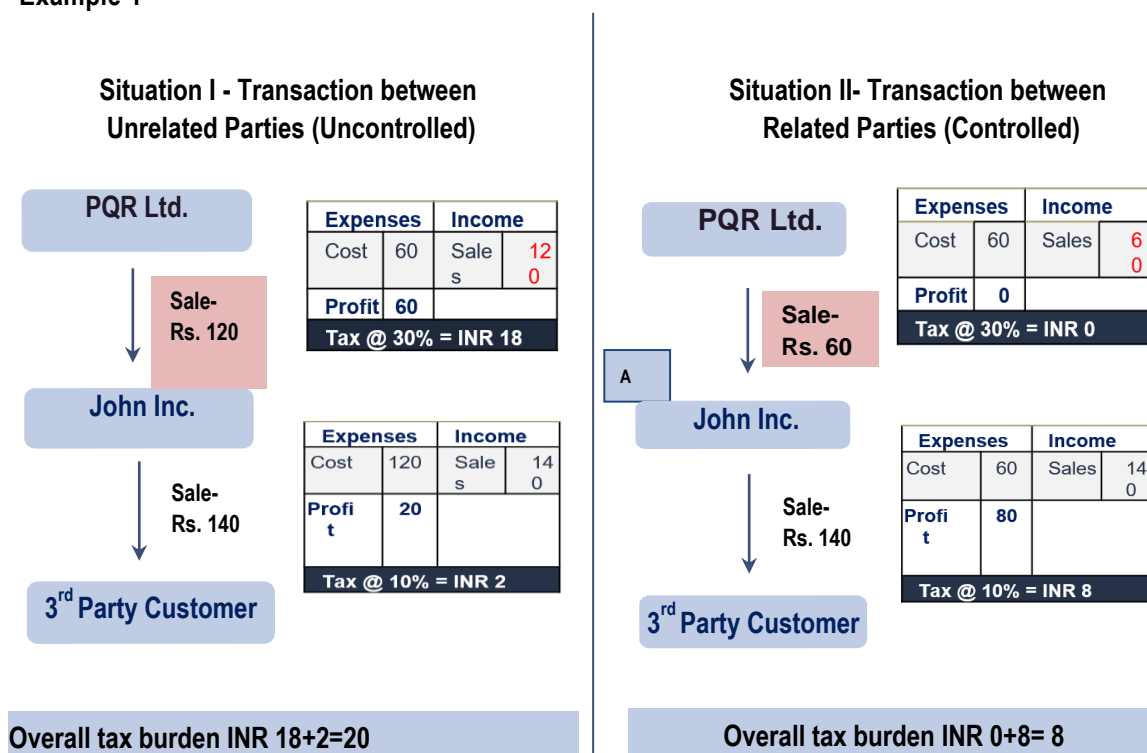 Example 1
Situation I - Transaction between
Unrelated Parties (Uncontrolled)
PQR Ltd.
Expenses Income
Cost 60 Sale 12
s 0
Profit 60
Tax @ 30% = INR 18
Sale-
Rs. 120
John Inc.
Expenses Income
Cost 120 Sale 14
s 0
Profi 20
t
Tax @ 10% = INR 2
Sale-
Rs. 140
3rd Party Customer
Overall tax burden INR 18+2=20
Situation II- Transaction between
Related Parties (Controlled)
PQR Ltd.
Expenses Income
Cost 60 Sales 6
0
Profit 0
Tax @ 30% = INR 0
Sale-
Rs. 60
A
John Inc.
Expenses Income
Cost 60 Sales 14
0
Profi 80
t
Tax @ 10% = INR 8
Sale-
Rs. 140
3rd Party Customer
Overall tax burden INR 0+8= 8